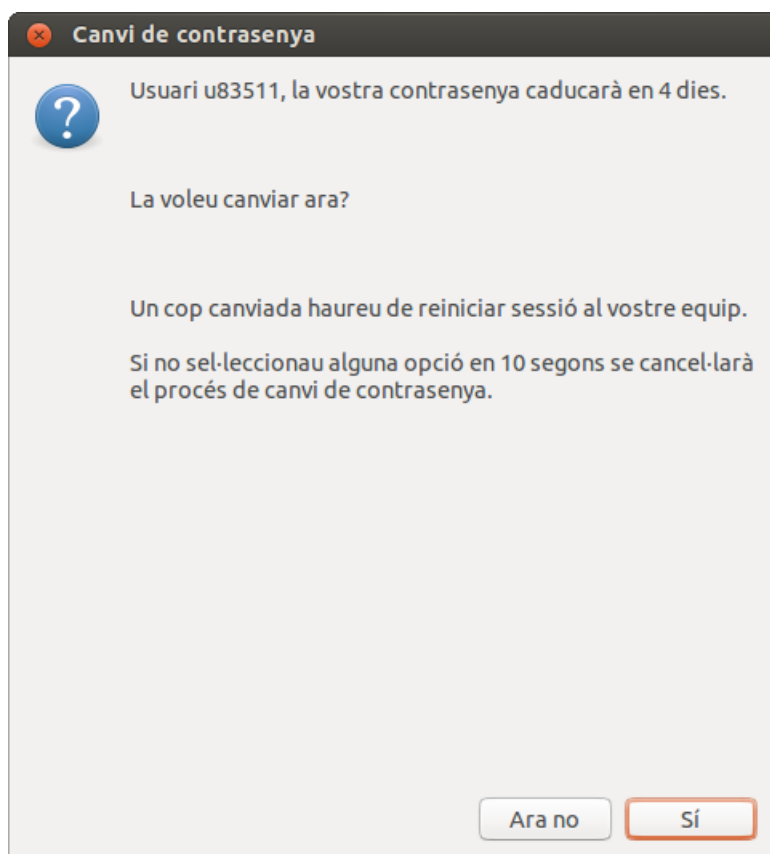 Canvi de contrasenya
Usuari u83511, la vostra contrasenya caducarà en 4 dies.
La voleu canviar ara?
Un cop canviada haureu de reiniciar sessió al vostre equip.
Si no sel·leccionau alguna opció en 10 segons se cancel·larà
el procés de canvi de contrasenya.
Ara no
Sí